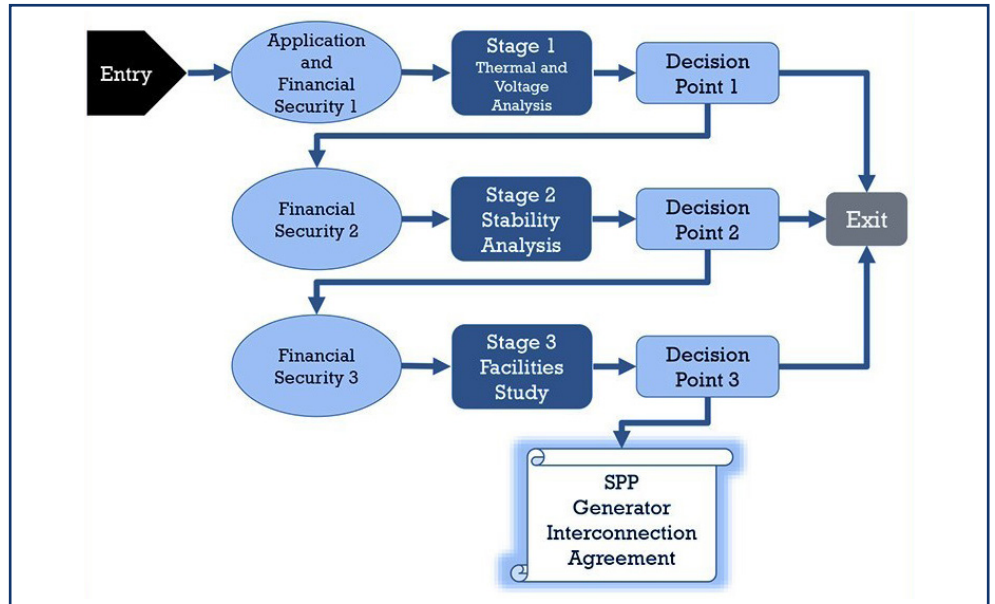 Entry
Application
and
Financial
Security 1
Stage 1
Thermal and
Voltage
Analysis
Decision
Point 1
Financial
Security 2
Stage 2
Stability
Analysis
Decision
Point 2
Exit
Financial
Security 3
Stage 3
Facilities
Study
Decision
Point 3
SPP
Generator
Interconnection
Agreement